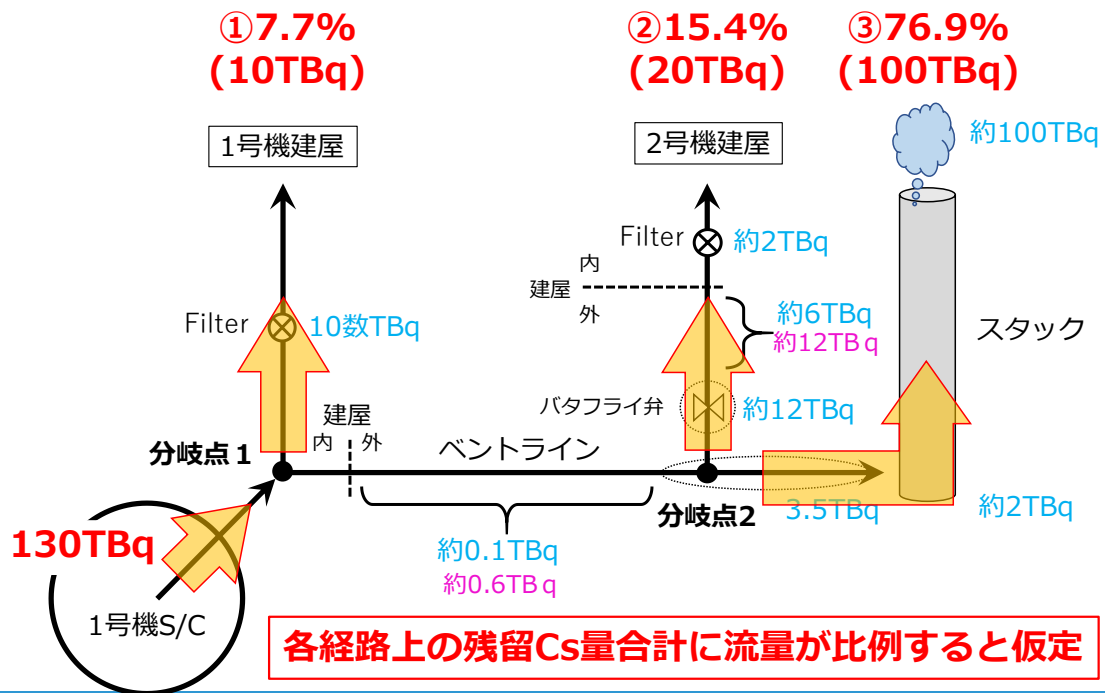 ①7.7%
(10TBq)
②15.4%
(20TBq)
③76.9%
(100TBq)
1号機建屋
2号機建屋
約100TBq
Filter
約2TBq
内
建屋
外
Filter
10数TBq
約6TBq
約12TBq
スタック
バタフライ弁
約12TBq
建屋
内 外
ベントライン
分岐点1
分岐点2
3.5TBq
約2TBq
130TBq
約0.1TBq
約0.6TBq
1号機S/C
各経路上の残留Cs量合計に流量が比例すると仮定